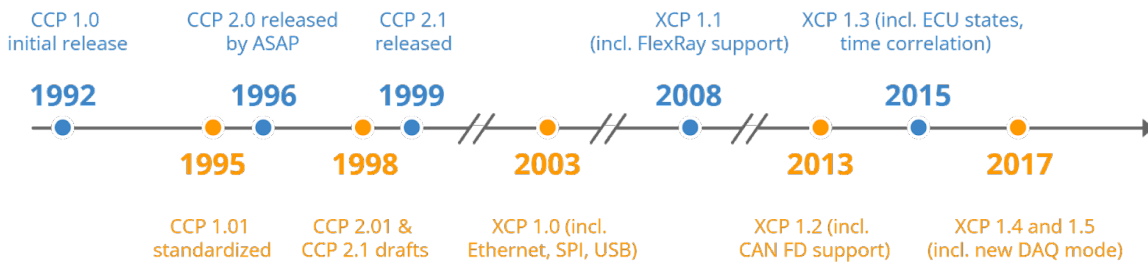 CCP 1.0
initial release
CCP 2.0 released
by ASAP
CCP 2.1
released
XCP 1.1
(incl. FlexRay support)
XCP 1.3 (incl. ECU states,
time correlation)
1992
1996
1999
2008
2015
1995
1998
2003
2013
2017
CCP 1.01
standardized
CCP 2.01 &
CCP 2.1 drafts
XCP 1.0 (incl.
Ethernet, SPI, USB)
XCP 1.2 (incl.
CAN FD support)
XCP 1.4 and 1.5
(incl. new DAQ mode)